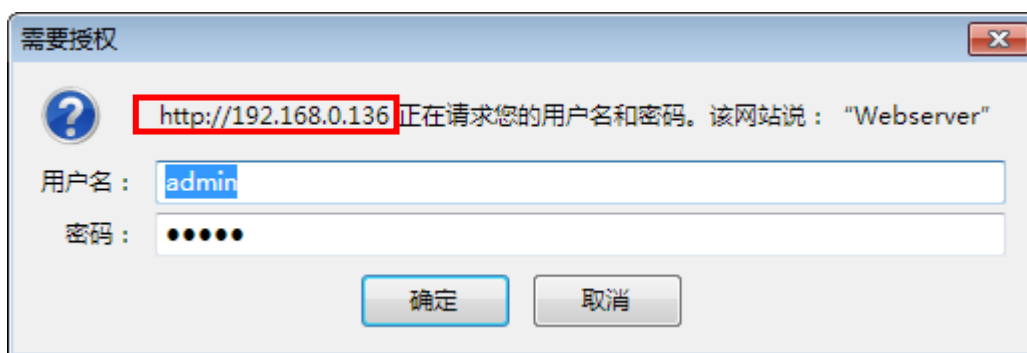 需要授权
http://192.168.0.136 正在请求您的用户名和密码。该网站说： “Webserver”
用户名： admin
密码： •••••
确定 取消